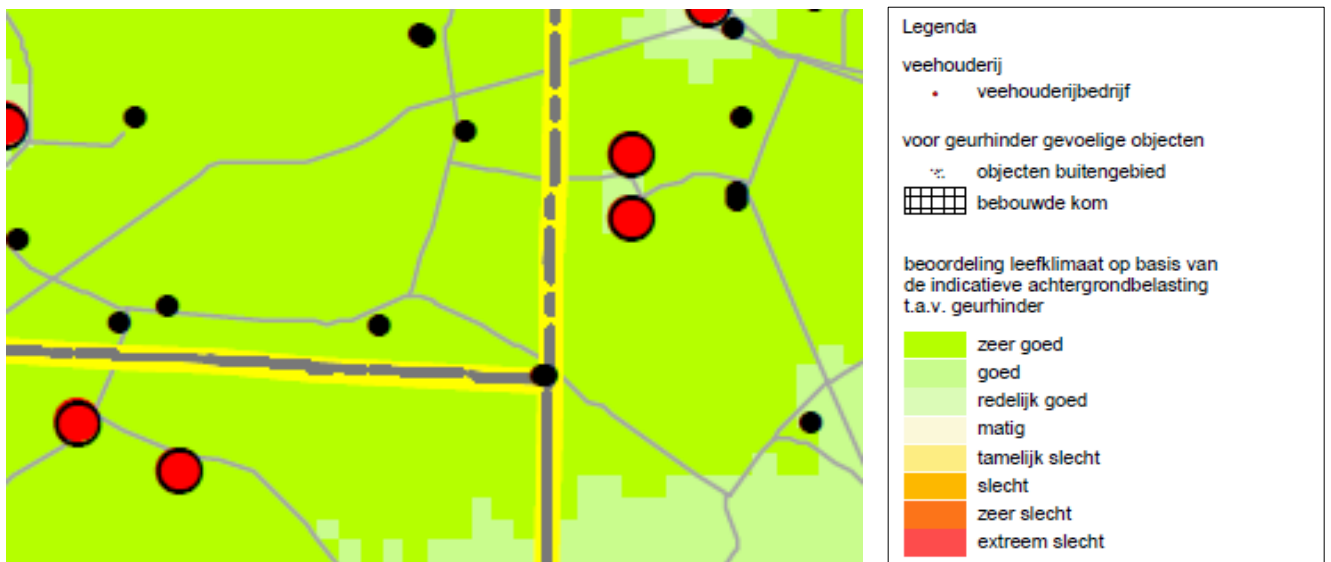 Legenda
veehouderij
veehouderijbedrijf
voor geurhinder gevoelige objecten
objecten buitengebied
bebouwde kom
beoordeling leefklimaat op basis van
de indicatieve achtergrondbelasting
t.a.v. geurhinder
zeer goed
goed
redelijk goed
matig
tamelijk slecht
slecht
zeer slecht
extreem slecht